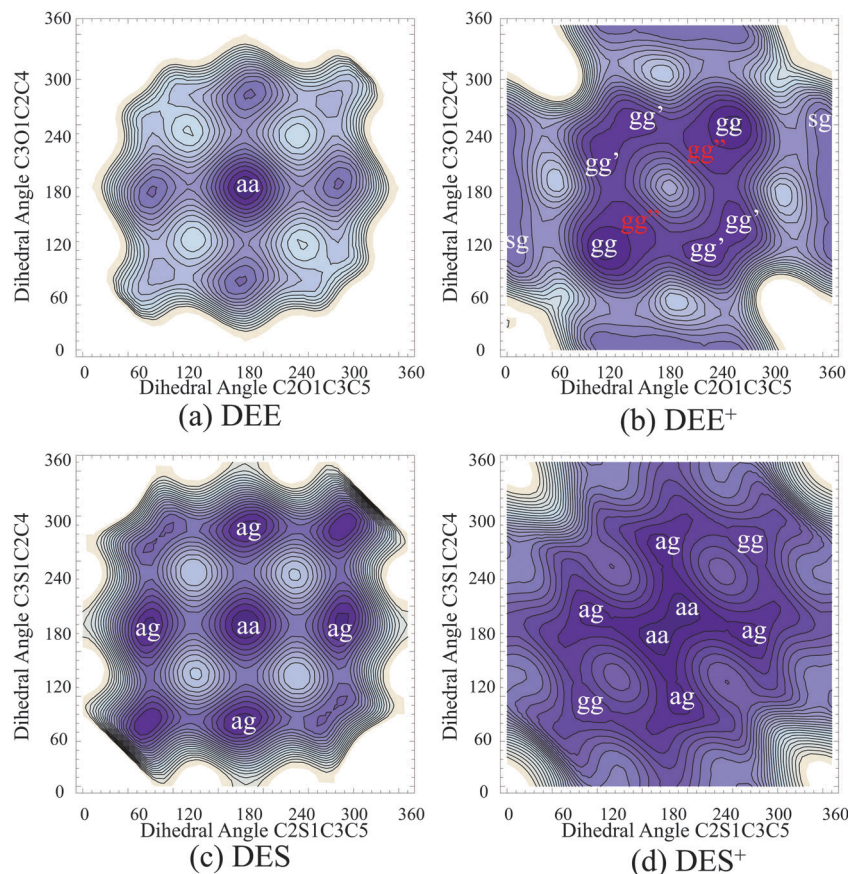 360
300
240
180
120
60
0
Dihedral Angle C3O1C2C4
aa
0 60 120 180 240 300 360
Dihedral Angle C2O1C3C5
(a) DEE
360
300
240
180
120
60
0
Dihedral Angle C3O1C2C4
gg' gg sg
gg' gg"
gg" gg'
sg gg gg'
0 60 120 180 240 300 360
Dihedral Angle C2O1C3C5
(b) DEE⁺
360
300
240
180
120
60
0
Dihedral Angle C3S1C2C4
ag
ag aa ag
ag
0 60 120 180 240 300 360
Dihedral Angle C2S1C3C5
(c) DES
360
300
240
180
120
60
0
Dihedral Angle C3S1C2C4
ag gg
ag aa
aa ag
gg ag
0 60 120 180 240 300 360
Dihedral Angle C2S1C3C5
(d) DES⁺